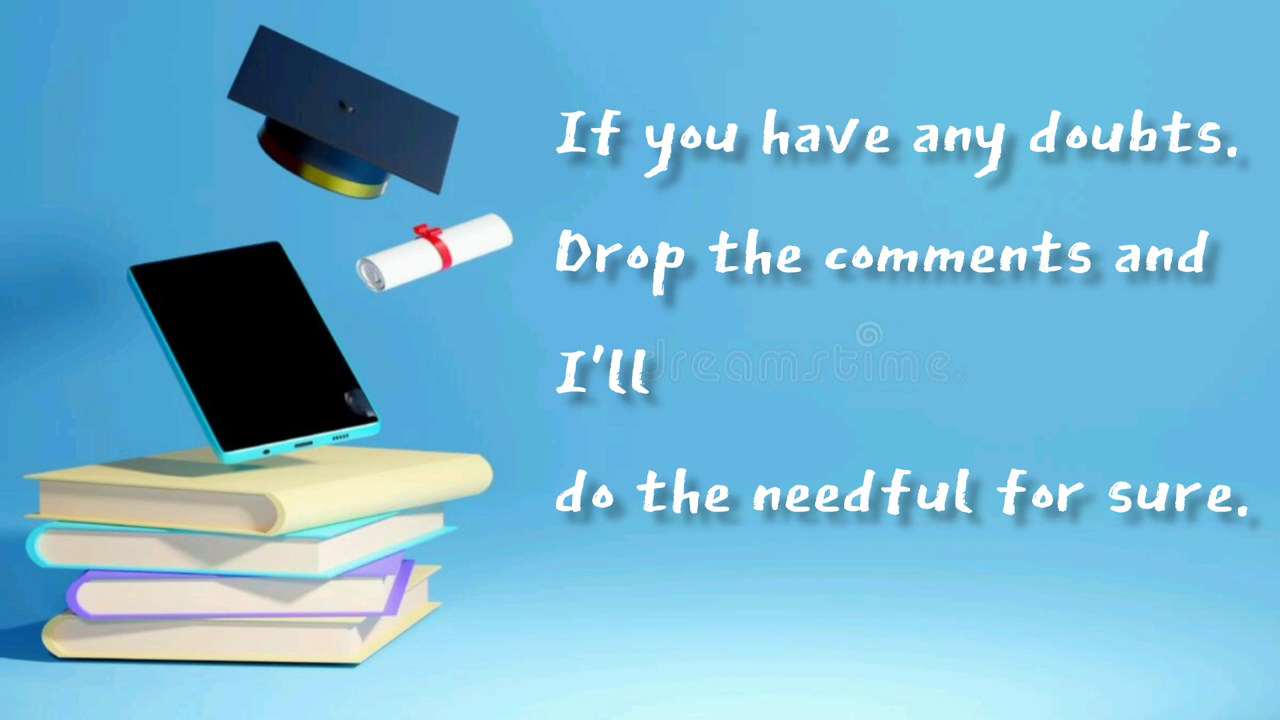 If you have any doubts.
Drop the comments and
I'll
dreamstime.
do the needful for sure.